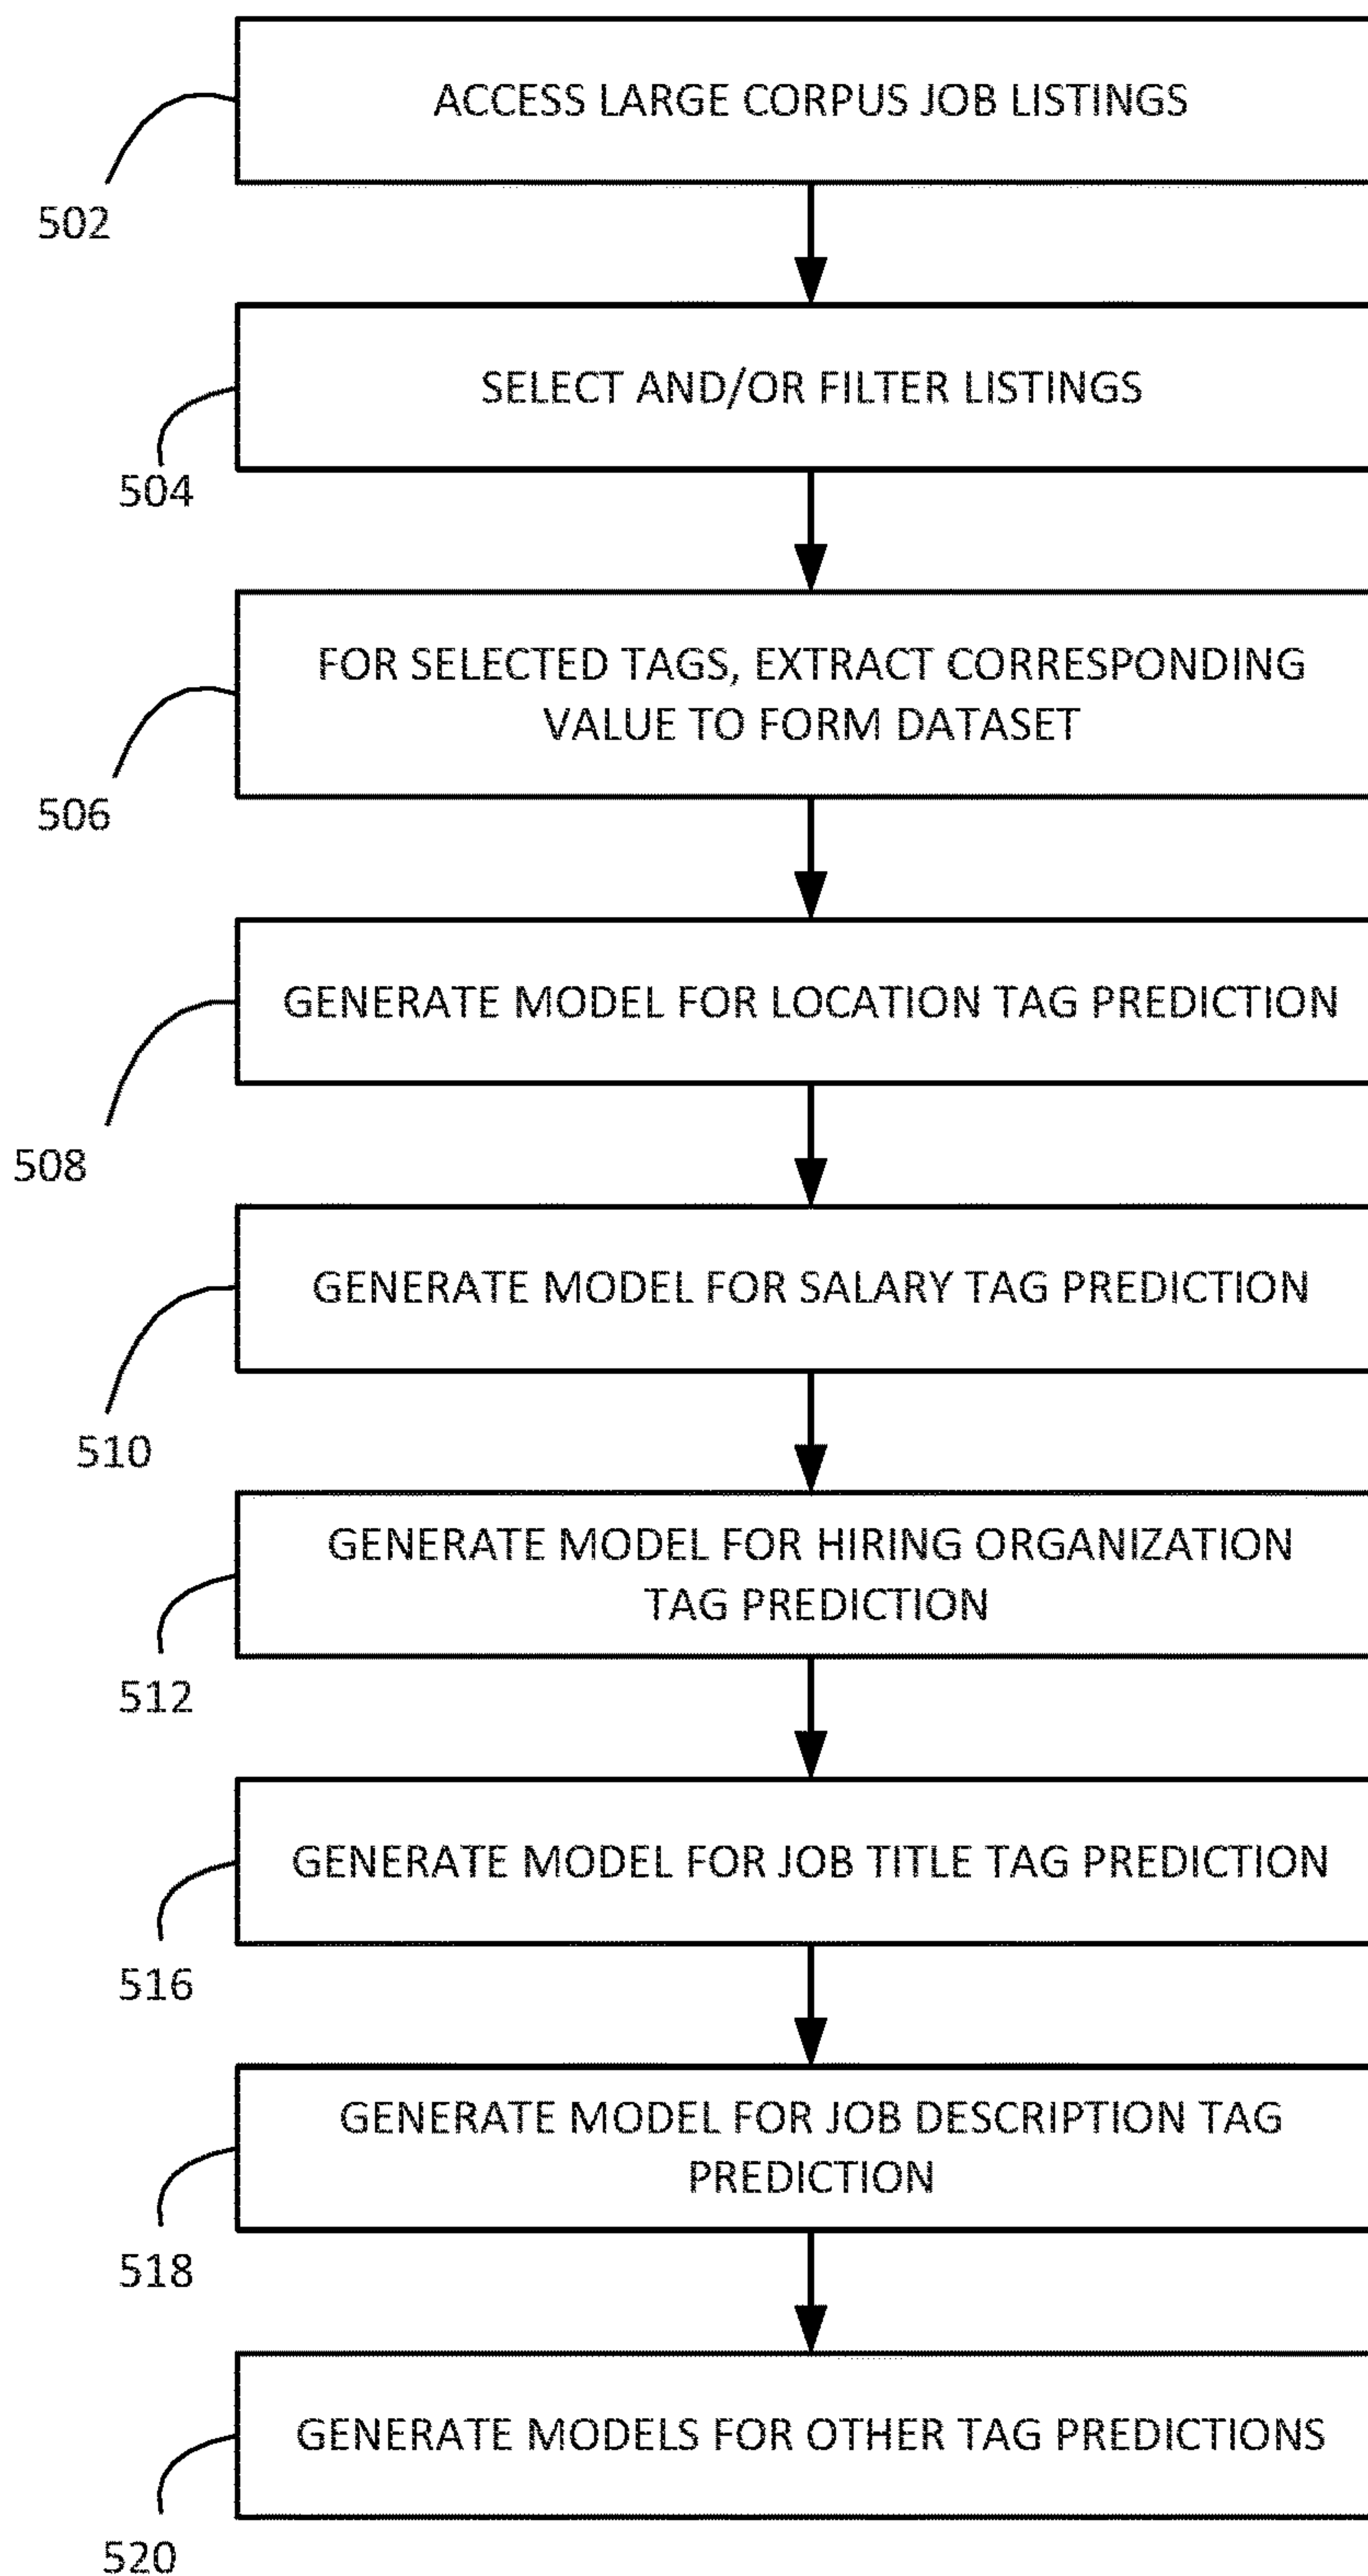 ACCESS LARGE CORPUS JOB LISTINGS
502
SELECT AND/OR FILTER LISTINGS
504
FOR SELECTED TAGS, EXTRACT CORRESPONDING
VALUE TO FORM DATASET
506
GENERATE MODEL FOR LOCATION TAG PREDICTION
508
GENERATE MODEL FOR SALARY TAG PREDICTION
510
GENERATE MODEL FOR HIRING ORGANIZATION
TAG PREDICTION
512
GENERATE MODEL FOR JOB TITLE TAG PREDICTION
516
GENERATE MODEL FOR JOB DESCRIPTION TAG
PREDICTION
518
GENERATE MODELS FOR OTHER TAG PREDICTIONS
520